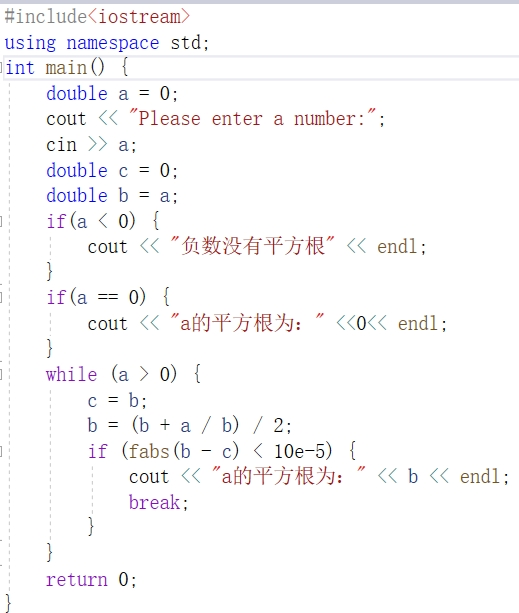 #include<iostream>
using namespace std;
int main() {
double a = 0;
cout << "Please enter a number:";
cin >> a;
double c = 0;
double b = a;
if(a < 0) {
cout << "负数没有平方根" << endl;
}
if(a == 0) {
cout << "a的平方根为：" <<0<< endl;
}
while (a > 0) {
c = b;
b = (b + a / b) / 2;
if (fabs(b - c) < 10e-5) {
cout << "a的平方根为：" << b << endl;
break;
}
}
return 0;
}